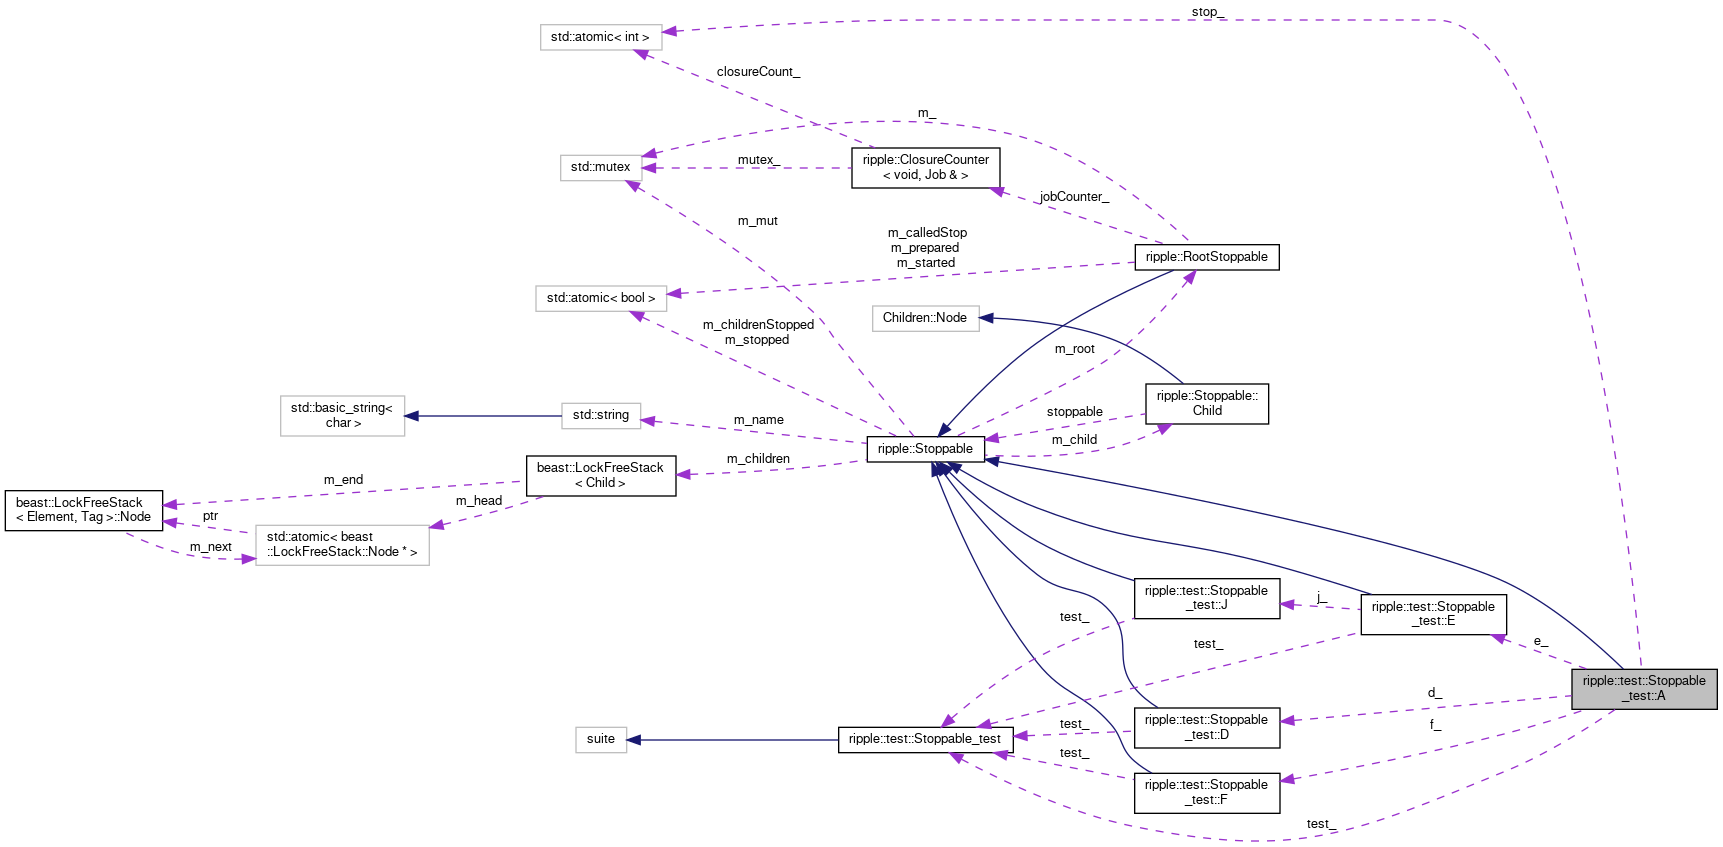 stop_
std::atomic< int >
closureCount_
m_
std::mutex
mutex_
ripple::ClosureCounter
< void, Job & >
jobCounter_
m_mut
m_calledStop
m_prepared
m_started
ripple::RootStoppable
std::atomic< bool >
Children::Node
m_childrenStopped
m_stopped
m_root
std::basic_string<
char >
std::string
m_name
stoppable
ripple::Stoppable::
Child
m_child
ripple::Stoppable
m_children
beast::LockFreeStack
< Child >
m_end
m_head
beast::LockFreeStack
< Element, Tag >::Node
ptr
m_next
std::atomic< beast
::LockFreeStack::Node * >
ripple::test::Stoppable
_test::J
j_
ripple::test::Stoppable
_test::E
test_
test_
e_
ripple::test::Stoppable
_test::A
d_
ripple::test::Stoppable
_test::D
test_
f_
suite
ripple::test::Stoppable_test
test_
ripple::test::Stoppable
_test::F
test_